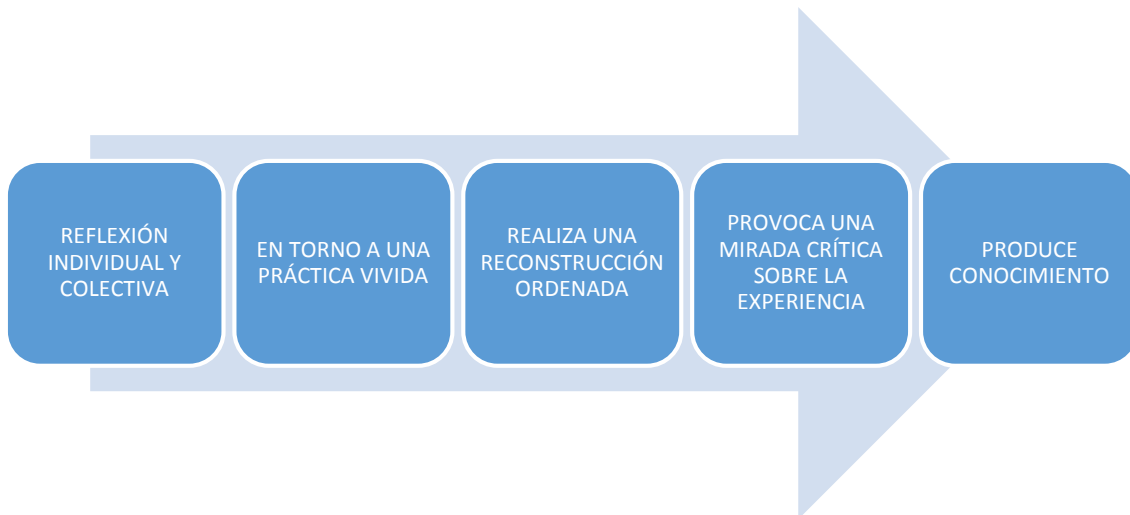 REFLEXIÓN
INDIVIDUAL Y
COLECTIVA
EN TORNO A UNA
PRÁCTICA VIVIDA
REALIZA UNA
RECONSTRUCCIÓN
ORDENADA
PROVOCA UNA
MIRADA CRÍTICA
SOBRE LA
EXPERIENCIA
PRODUCE
CONOCIMIENTO